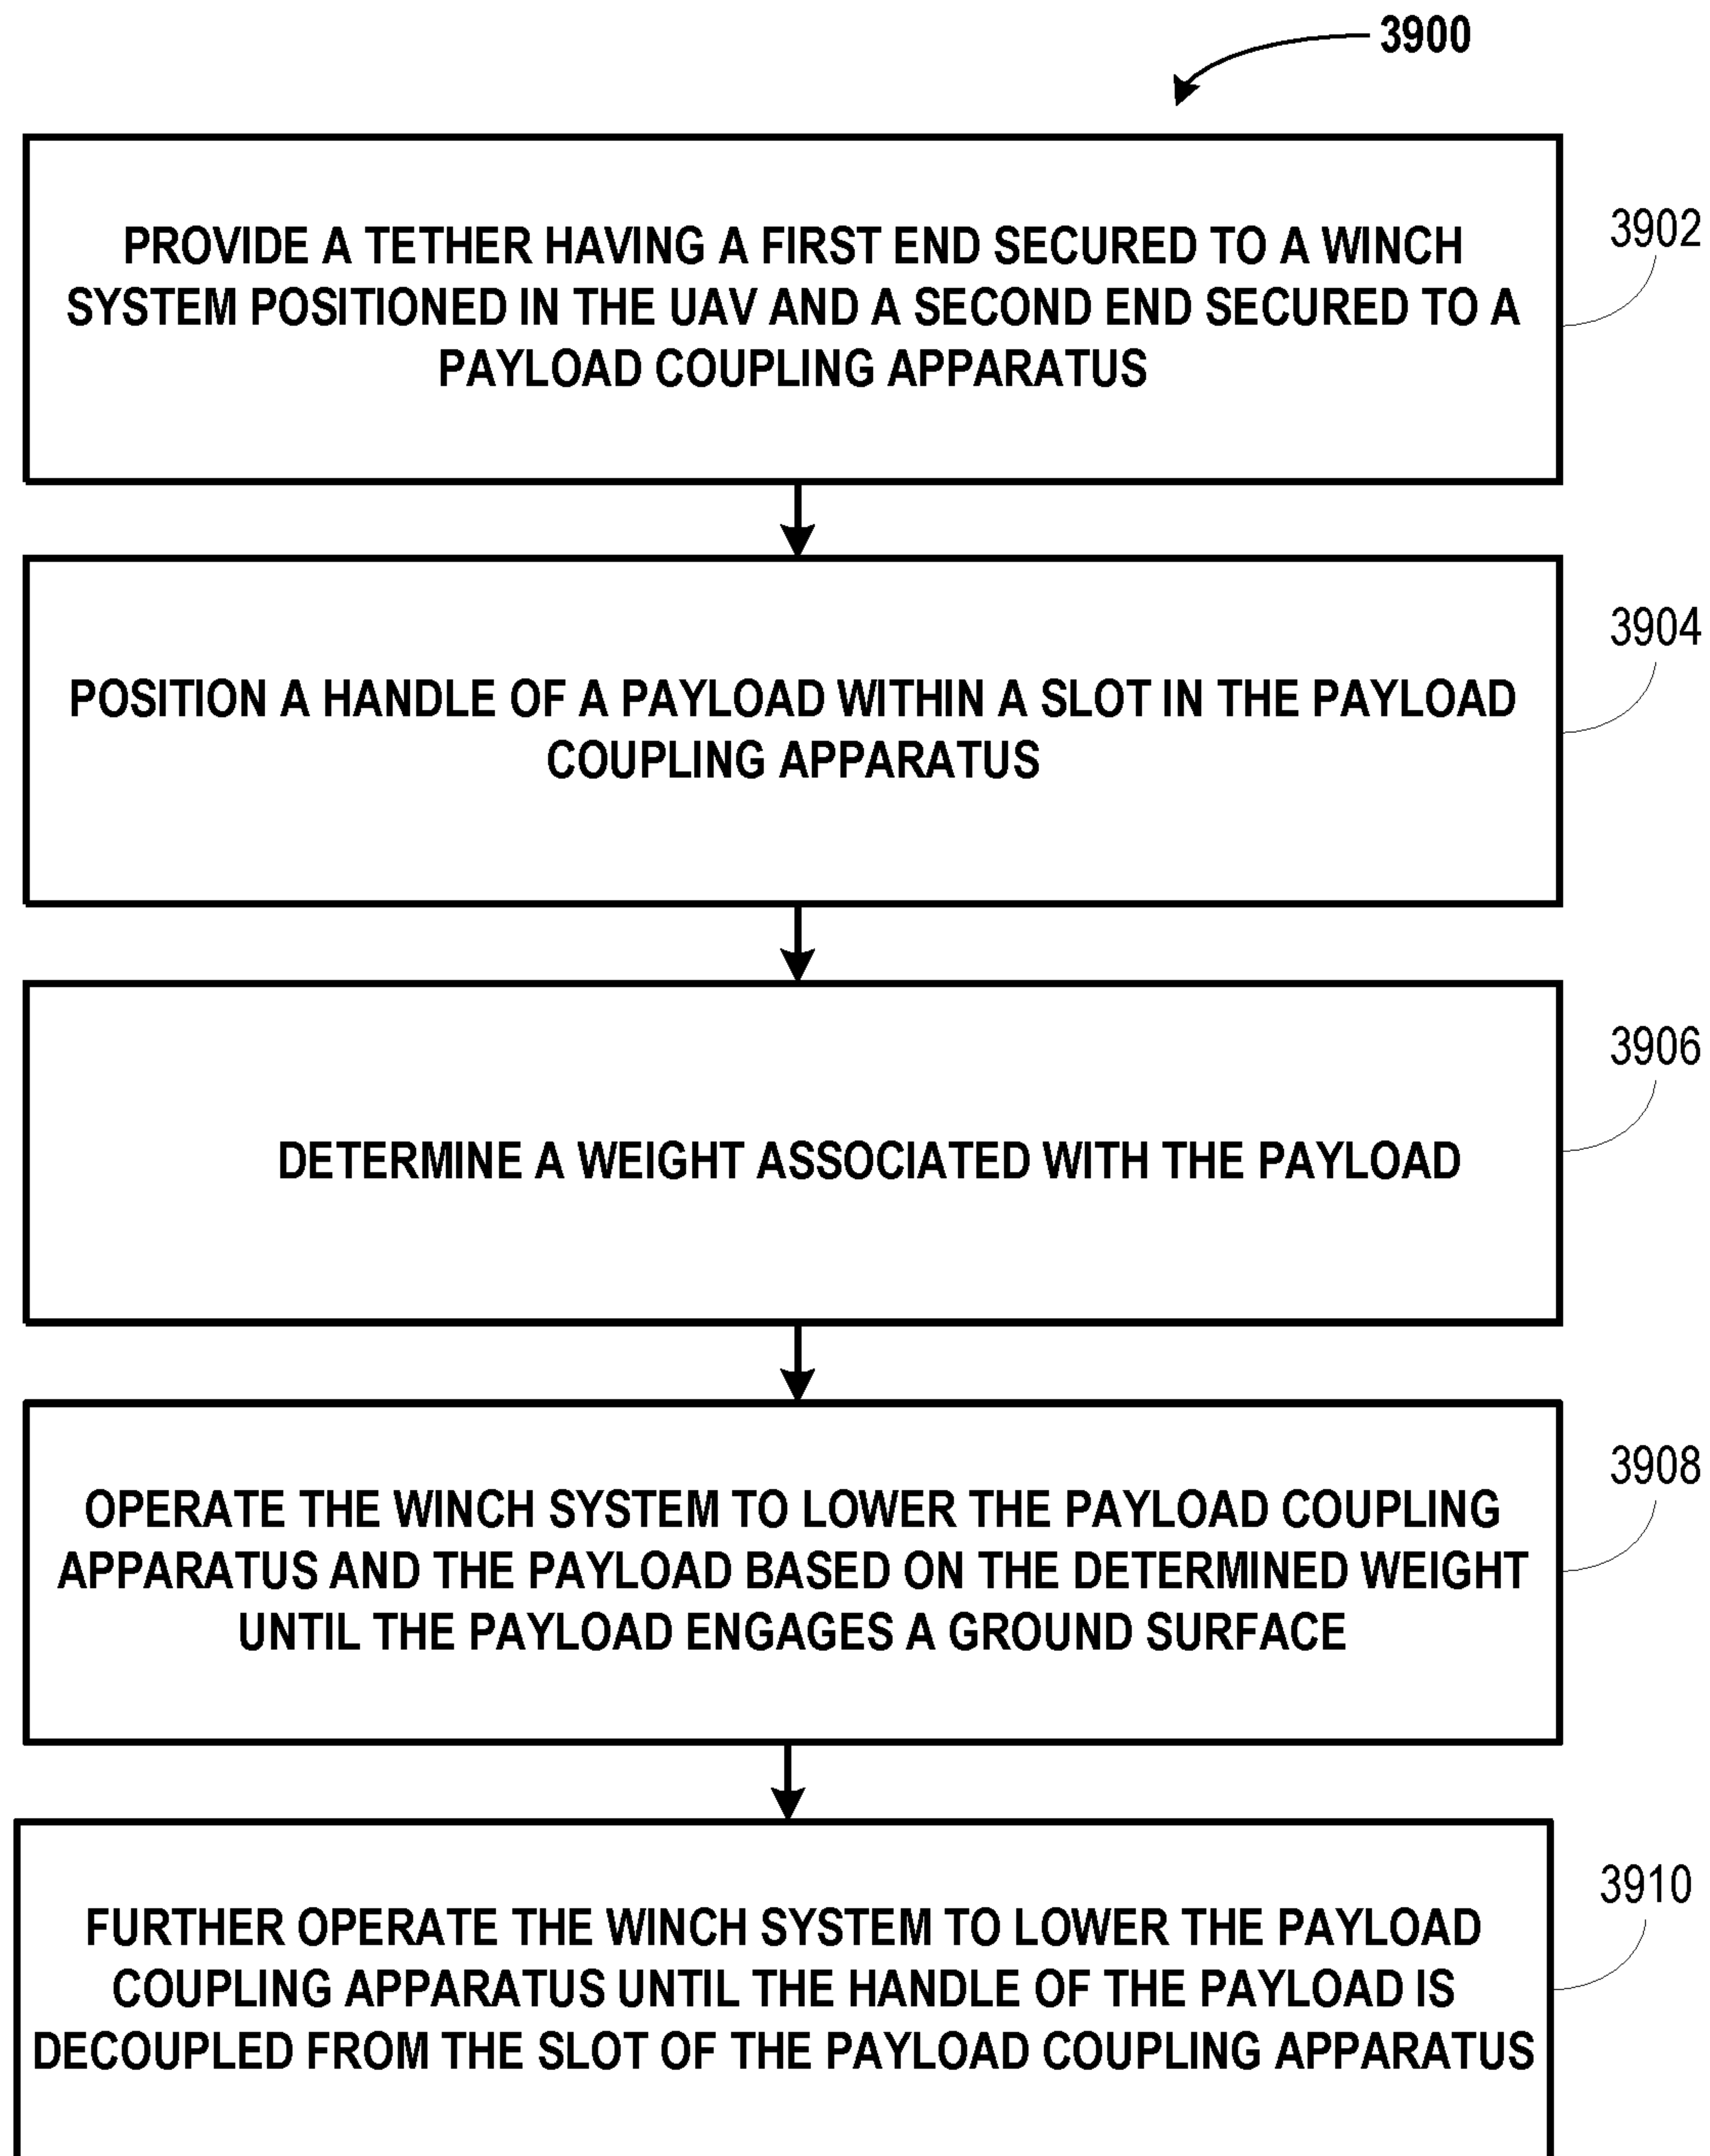 3900
PROVIDE A TETHER HAVING A FIRST END SECURED TO A WINCH
SYSTEM POSITIONED IN THE UAV AND A SECOND END SECURED TO A
PAYLOAD COUPLING APPARATUS
3902
POSITION A HANDLE OF A PAYLOAD WITHIN A SLOT IN THE PAYLOAD
COUPLING APPARATUS
3904
DETERMINE A WEIGHT ASSOCIATED WITH THE PAYLOAD
3906
OPERATE THE WINCH SYSTEM TO LOWER THE PAYLOAD COUPLING
APPARATUS AND THE PAYLOAD BASED ON THE DETERMINED WEIGHT
UNTIL THE PAYLOAD ENGAGES A GROUND SURFACE
3908
FURTHER OPERATE THE WINCH SYSTEM TO LOWER THE PAYLOAD
COUPLING APPARATUS UNTIL THE HANDLE OF THE PAYLOAD IS
DECOUPLED FROM THE SLOT OF THE PAYLOAD COUPLING APPARATUS
3910